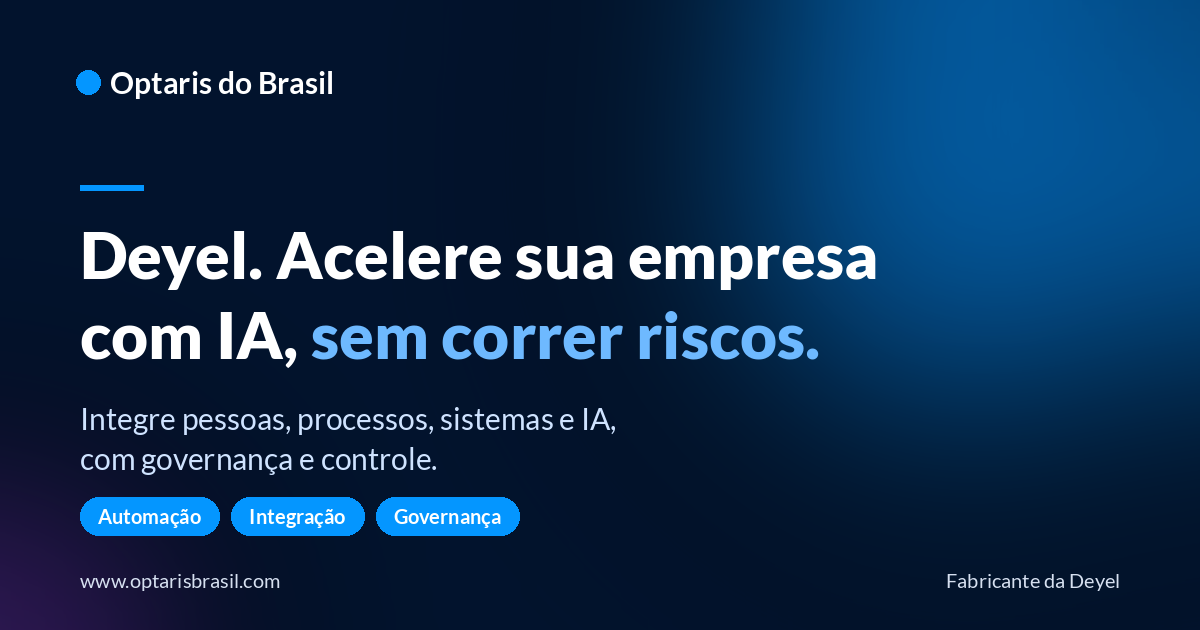 Optaris do Brasil
Deyel. Acelere sua empresa
com IA, sem correr riscos.
Integre pessoas, processos, sistemas e IA,
com governança e controle.
Automação Integração Governança
www.optarisbrasil.com Fabricante da Deyel